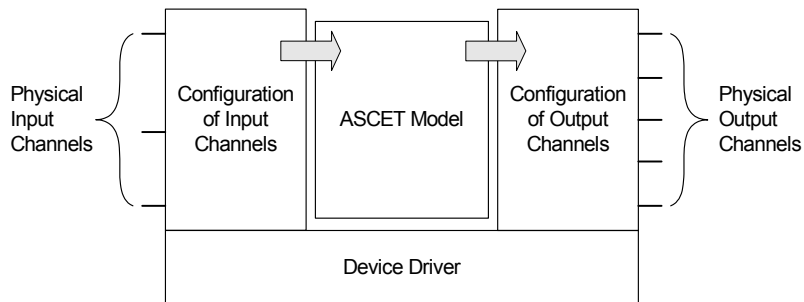 Physical
Input
Channels
Configuration
of Input
Channels
ASCET Model
Configuration
of Output
Channels
Physical
Output
Channels
Device Driver